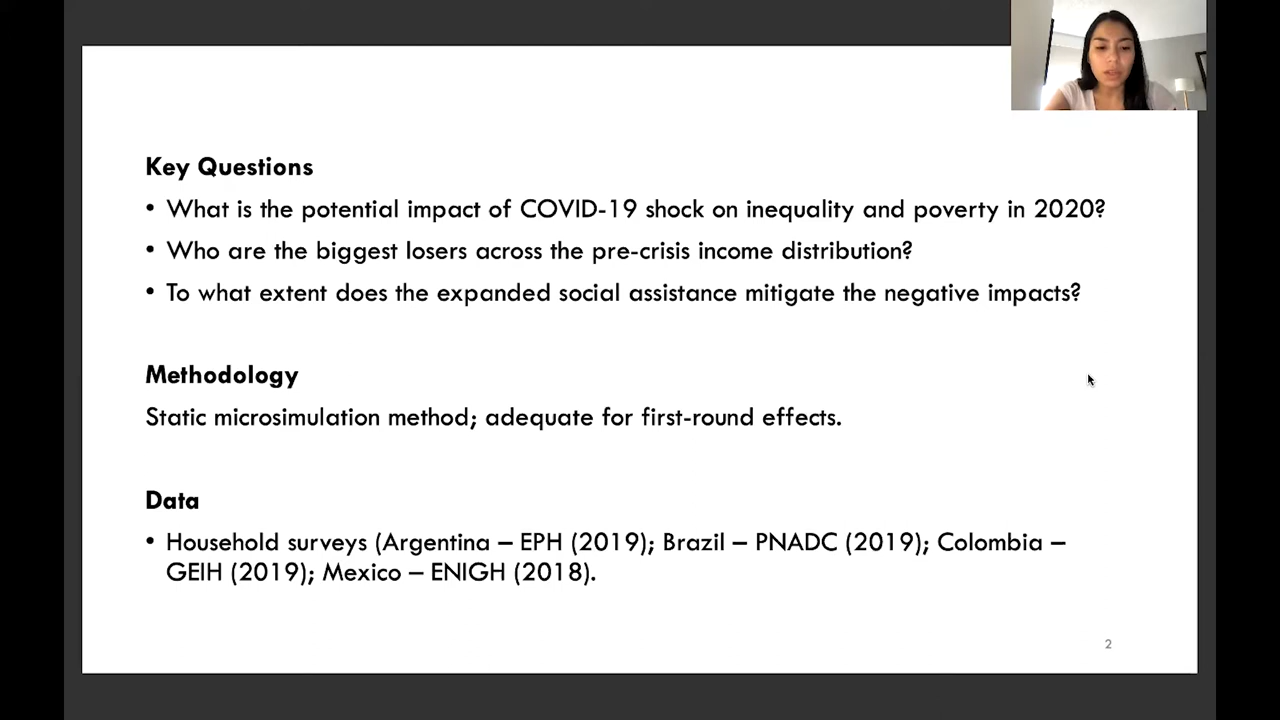 Key Questions
• What is the potential impact of COVID-19 shock on inequality and poverty in 2020?
• Who are the biggest losers across the pre-crisis income distribution?
• To what extent does the expanded social assistance mitigate the negative impacts?
Methodology
Static microsimulation method; adequate for first-round effects.
Data
• Household surveys (Argentina – EPH (2019); Brazil – PNADC (2019); Colombia –
GEIH (2019); Mexico – ENIGH (2018).
2